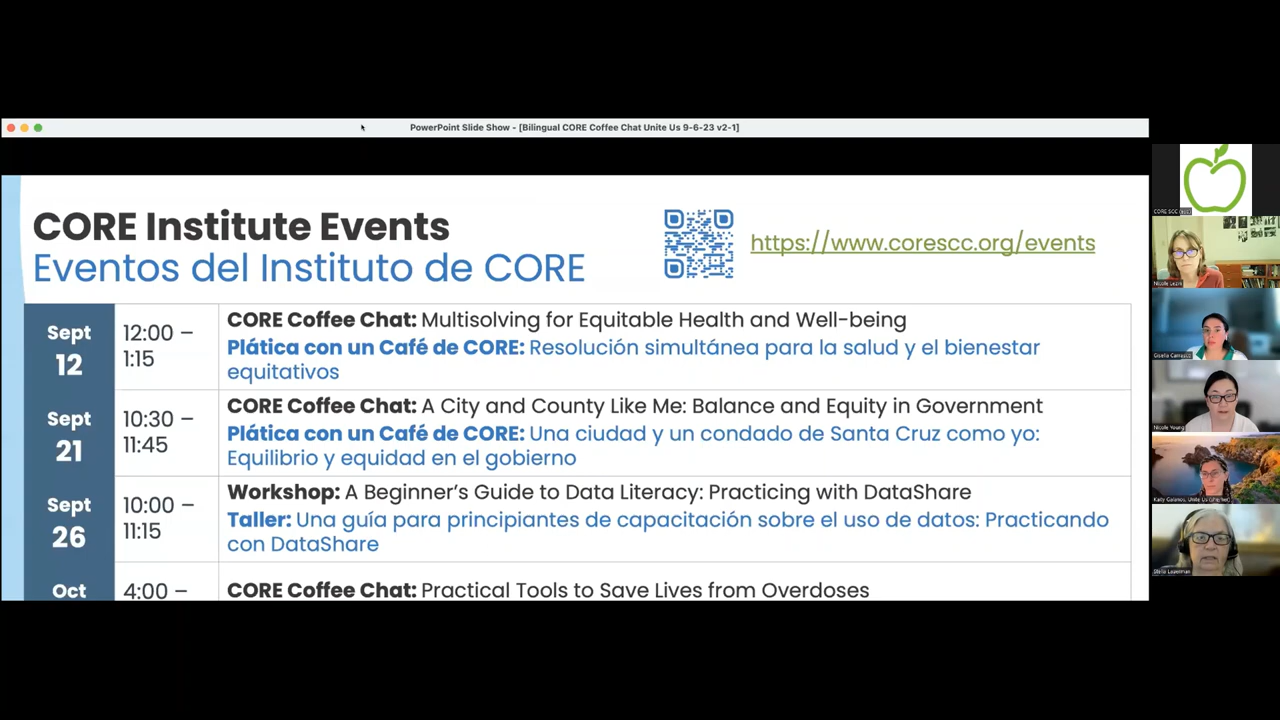 PowerPoint Slide Show - [Bilingual CORE Coffee Chat Unite Us 9-6-23 v2-1]
CORE Institute Events
Eventos del Instituto de CORE
https://www.corescc.org/events
Sept
12
12:00 –
1:15
CORE Coffee Chat: Multisolving for Equitable Health and Well-being
Plática con un Café de CORE: Resolución simultánea para la salud y el bienestar
equitativos
Sept
21
10:30 –
11:45
CORE Coffee Chat: A City and County Like Me: Balance and Equity in Government
Plática con un Café de CORE: Una ciudad y un condado de Santa Cruz como yo:
Equilibrio y equidad en el gobierno
Sept
26
10:00 –
11:15
Workshop: A Beginner's Guide to Data Literacy: Practicing with DataShare
Taller: Una guía para principiantes de capacitación sobre el uso de datos: Practicando
con DataShare
Oct
4:00 –
CORE Coffee Chat: Practical Tools to Save Lives from Overdoses
CORE SCC
Nicole
Gisella
Nicole Young
Stella